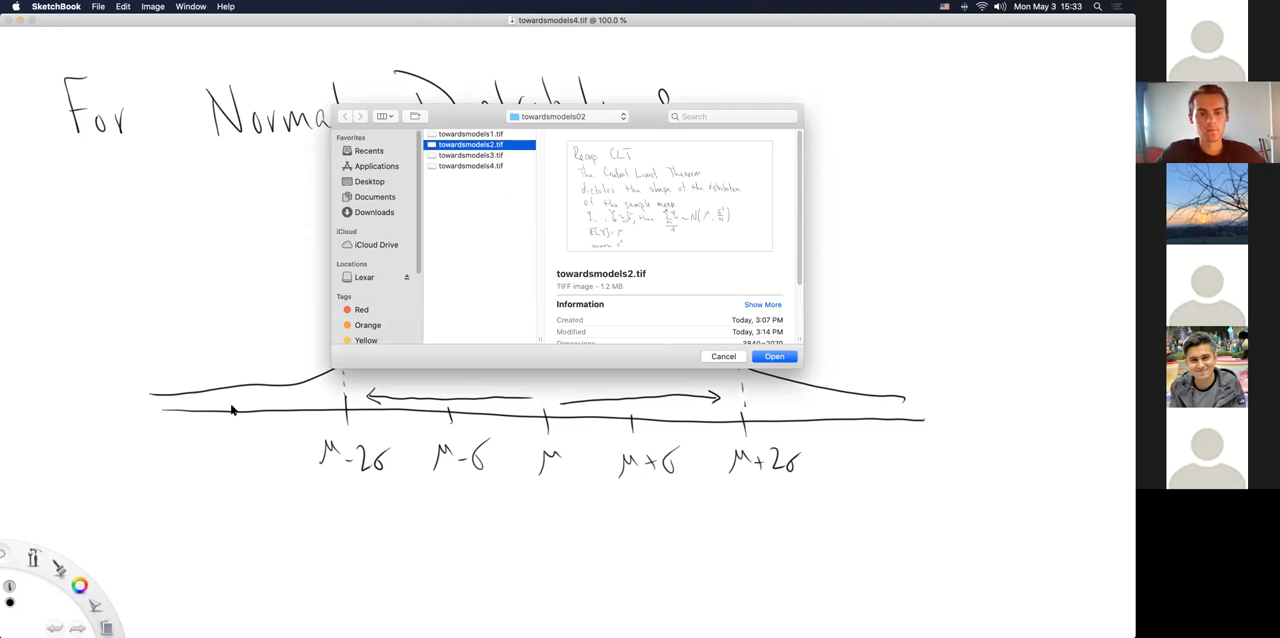 SketchBook File Edit Image Window Help
Mon May 3 15:33
towardsmodels4.tif @ 100.0 %
For Normal
towardsmodels02
Search
Favorites
Recents
Applications
Desktop
Documents
Downloads
iCloud
iCloud Drive
Locations
Lexar
Tags
Red
Orange
Yellow
towardsmodels1.tif
towardsmodels2.tif
towardsmodels3.tif
towardsmodels4.tif
Recap CLT
The Central Limit Theorem
dictates the shape of the distribution
of the sample mean.
towardsmodels2.tif
TIFF image - 1.2 MB
Information Show More
Created Today, 3:07 PM
Modified Today, 3:14 PM
Cancel Open
μ-2σ μ-σ μ μ+σ μ+2σ